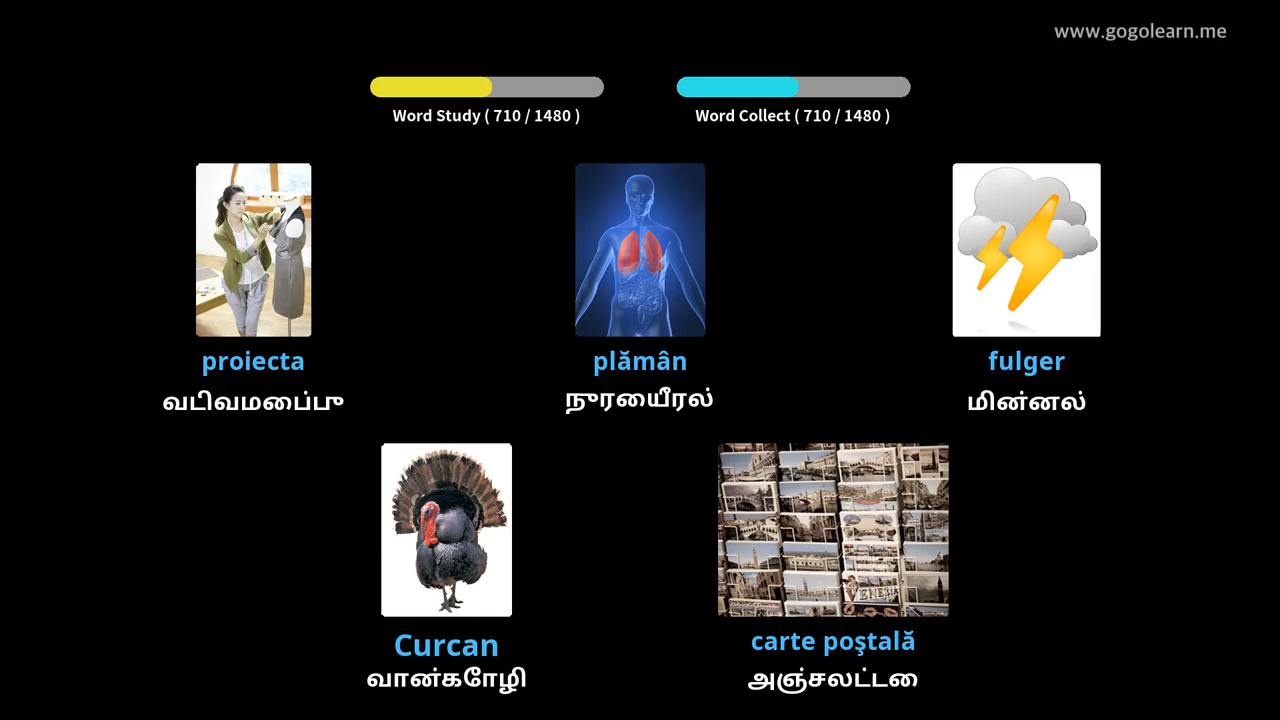 www.gogolearn.me
Word Study ( 710 / 1480 )
Word Collect ( 710 / 1480 )
proiecta
plămân
fulger
வடிவமைப்பு
நுரையீரல்
மின்னல்
Curcan
carte poştală
வான்கோழி
அஞ்சலட்டை